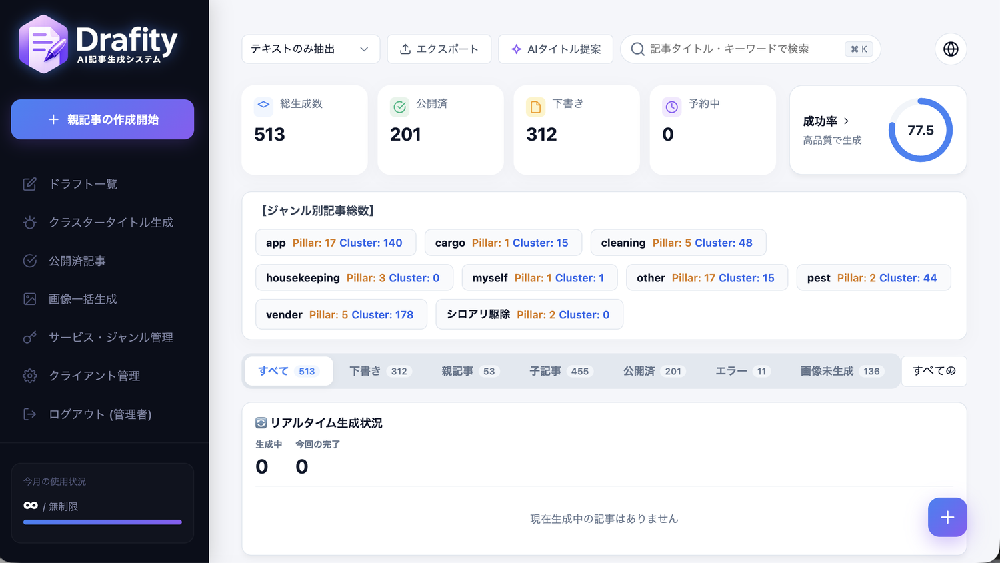 Drafity
AI記事生成システム
親記事の作成開始
ドラフト一覧
クラスタータイトル生成
公開済記事
画像一括生成
サービス・ジャンル管理
クライアント管理
ログアウト (管理者)
今月の使用状況
∞ / 無制限
テキストのみ抽出
エクスポート
AIタイトル提案
記事タイトル・キーワードで検索
⌘ K
総生成数
513
公開済
201
下書き
312
予約中
0
成功率 >
高品質で生成
77.5
【ジャンル別記事総数】
app Pillar: 17 Cluster: 140
cargo Pillar: 1 Cluster: 15
cleaning Pillar: 5 Cluster: 48
housekeeping Pillar: 3 Cluster: 0
myself Pillar: 1 Cluster: 1
other Pillar: 17 Cluster: 15
pest Pillar: 2 Cluster: 44
vender Pillar: 5 Cluster: 178
シロアリ駆除 Pillar: 2 Cluster: 0
すべて 513
下書き 312
親記事 53
子記事 455
公開済 201
エラー 11
画像未生成 136
すべての
リアルタイム生成状況
生成中 今回の完了
0 0
現在生成中の記事はありません